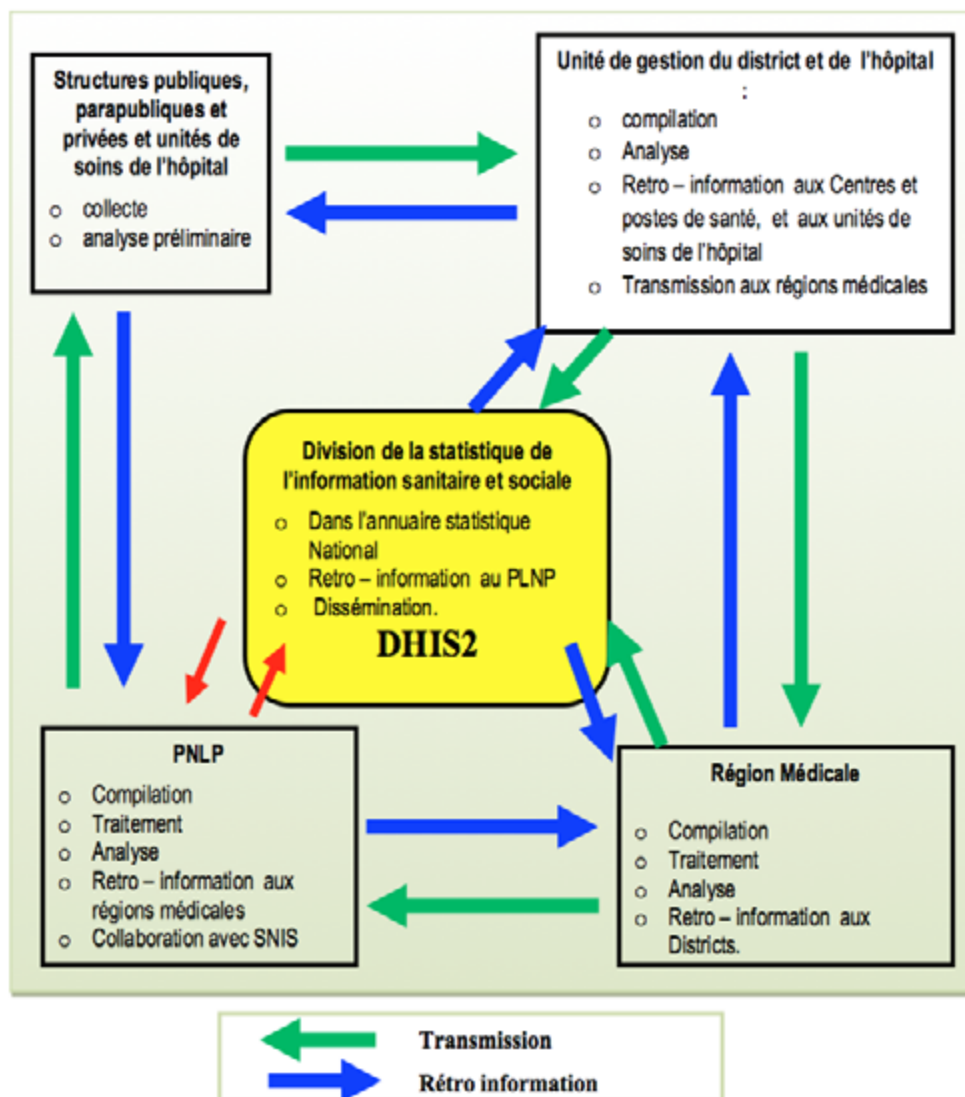 Structures publiques,
parapubliques et
privées et unités de
soins de l'hôpital
o collecte
o analyse préliminaire
Unité de gestion du district et de l'hôpital
:
o compilation
o Analyse
o Retro – information aux Centres et
postes de santé, et aux unités de
soins de l'hôpital
o Transmission aux régions médicales
Division de la statistique de
l'information sanitaire et sociale
o Dans l'annuaire statistique
National
o Retro – information au PLNP
o Dissémination.
DHIS2
PNLP
o Compilation
o Traitement
o Analyse
o Retro – information aux
régions médicales
o Collaboration avec SNIS
Région Médicale
o Compilation
o Traitement
o Analyse
o Retro – information aux
Districts.
Transmission
Rétro information